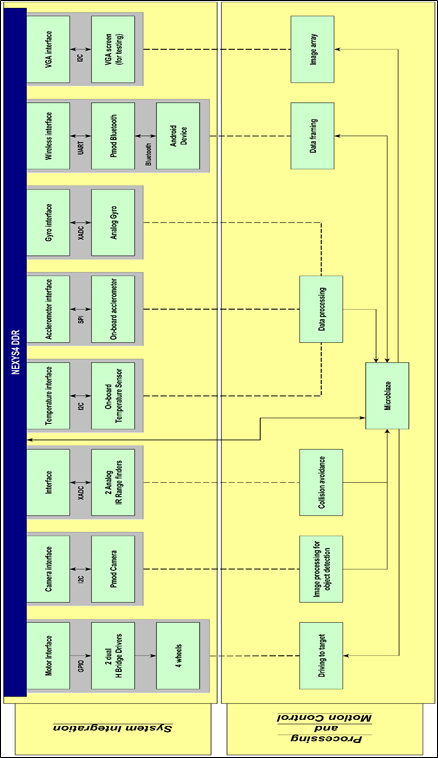 NEXYS4 DDR
Motor Interface
GPIO
2 dual
H Bridge Drivers
4 wheels
Camera interface
I2C
Pmod Camera
Interface
XADC
2 Analog
IR Range finders
Temperature interface
I2C
On-board
Temperature Sensor
Acclerometer interface
SPI
On-board acclerometer
Gyro interface
XADC
Analog Gyro
Wireless interface
UART
Pmod Bluetooth
Bluetooth
Android
Device
VGA interface
I2C
VGA screen
(for testing)
System Integration
Driving to target
Image processing for
object detection
Collision avoidance
Data processing
Data framing
Image array
Microblaze
Processing
and
Motion Control